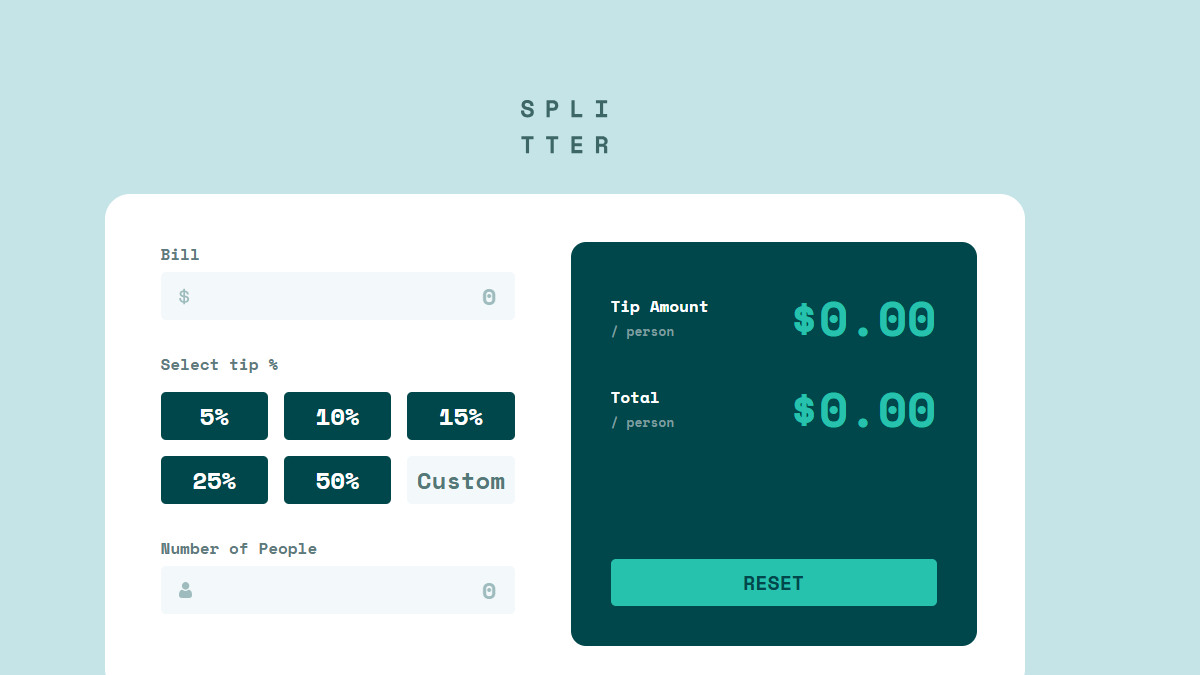 SPLI
TTER
Bill
$ 0
Select tip %
5% 10% 15%
25% 50% Custom
Number of People
0
Tip Amount
/ person
$0.00
Total
/ person
$0.00
RESET